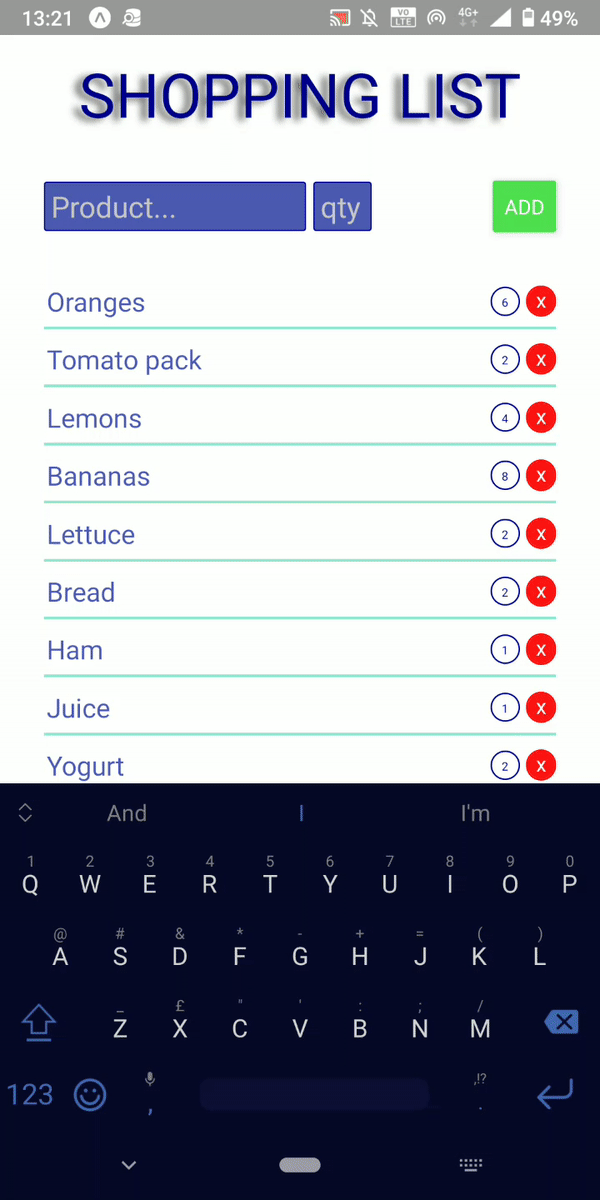 13:21 VO LTE 4G+ 49%
SHOPPING LIST
Product... qty ADD
Oranges 6 X
Tomato pack 2 X
Lemons 4 X
Bananas 8 X
Lettuce 2 X
Bread 2 X
Ham 1 X
Juice 1 X
Yogurt 2 X
And I I'm
1 2 3 4 5 6 7 8 9 0
Q W E R T Y U I O P
@ # & * - + = ( )
A S D F G H J K L
_ £ " ' : ; /
Z X C V B N M
,!?
123 , .